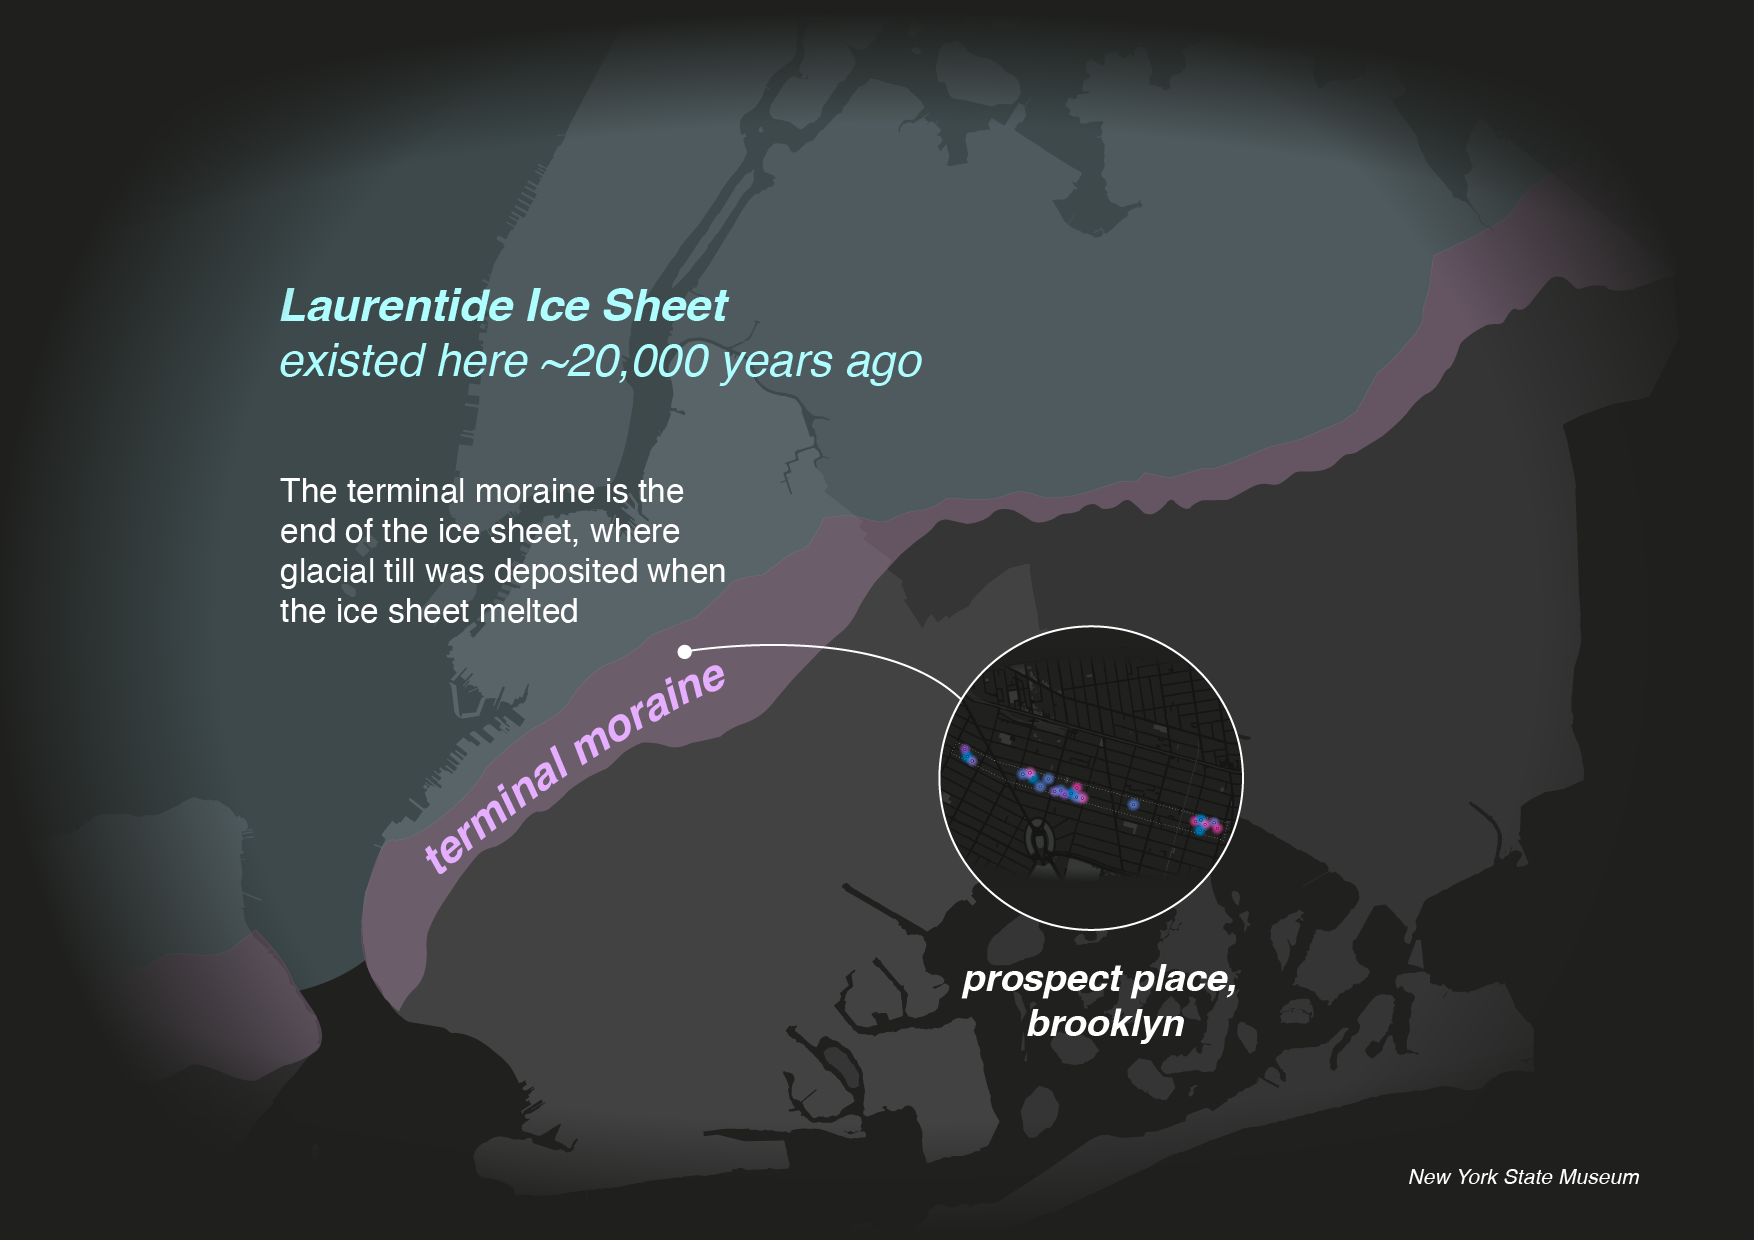 Laurentide Ice Sheet
existed here ~20,000 years ago
The terminal moraine is the
end of the ice sheet, where
glacial till was deposited when
the ice sheet melted
terminal moraine
prospect place,
brooklyn
New York State Museum